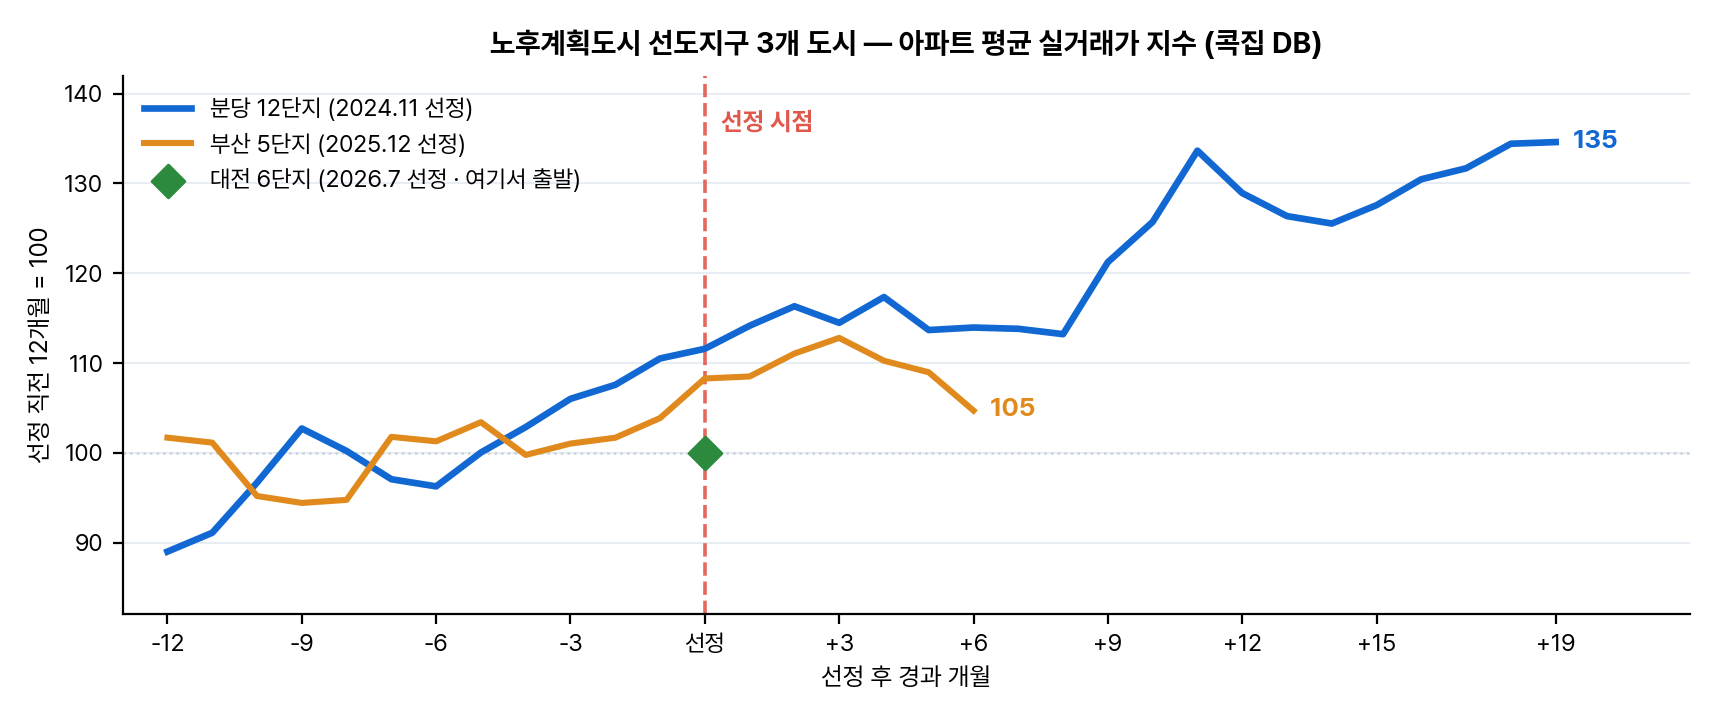 노후계획도시 선도지구 3개 도시 — 아파트 평균 실거래가 지수 (콕집 DB)
분당 12단지 (2024.11 선정)
부산 5단지 (2025.12 선정)
대전 6단지 (2026.7 선정 · 여기서 출발)
선정 시점
135
105
선정 직전 12개월 = 100
140
130
120
110
100
90
-12
-9
-6
-3
선정
+3
+6
+9
+12
+15
+19
선정 후 경과 개월